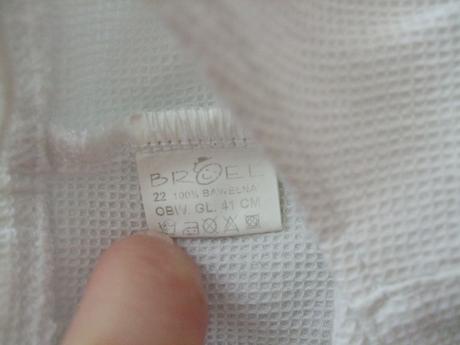 BROEL
22 100% BAWEŁNA
OBW. GL. 41 CM